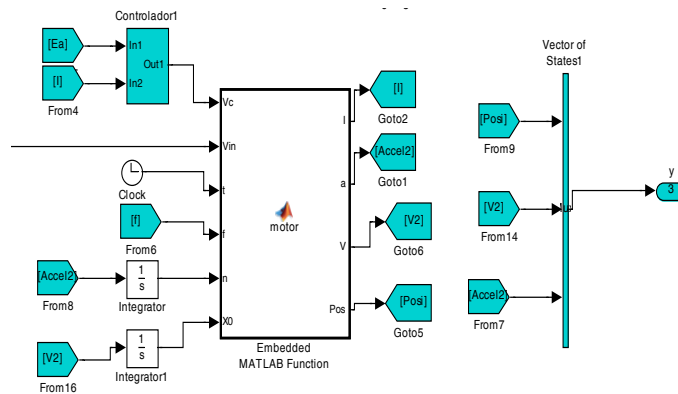 Controlador1
[Ea]
In1
Out1
[I]
In2
From4
Vc
Vin
t
Clock
[f]
From6
f
[Accel2]
From8
1
s
Integrator
n
[V2]
From16
1
s
Integrator1
X0
motor
I
a
V
Pos
Embedded
MATLAB Function
[I]
Goto2
[Accel2]
Goto1
[V2]
Goto6
[Posi]
Goto5
Vector of
States1
[Posi]
From9
[V2]
From14
[Accel2]
From7
y
3